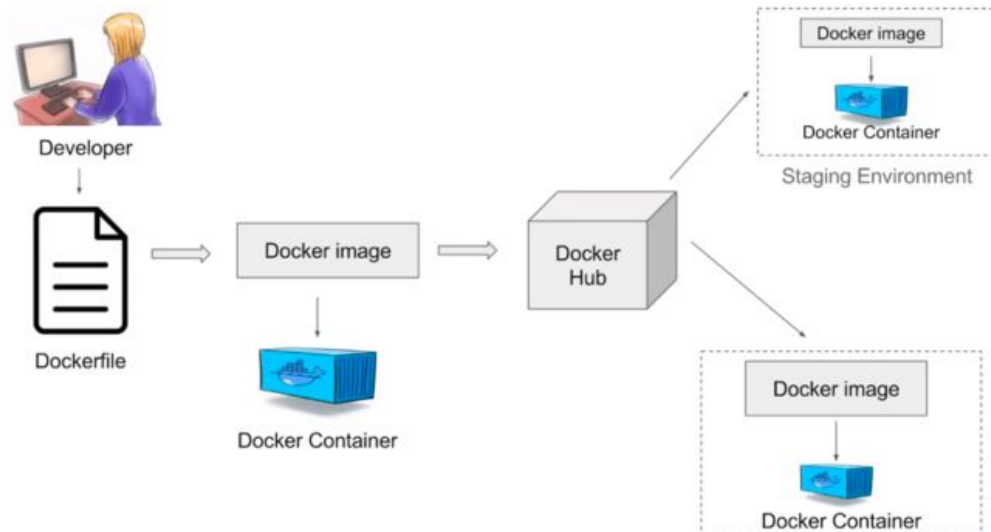 Developer
Dockerfile
Docker image
Docker Container
Docker
Hub
Docker image
Docker Container
Staging Environment
Docker image
Docker Container